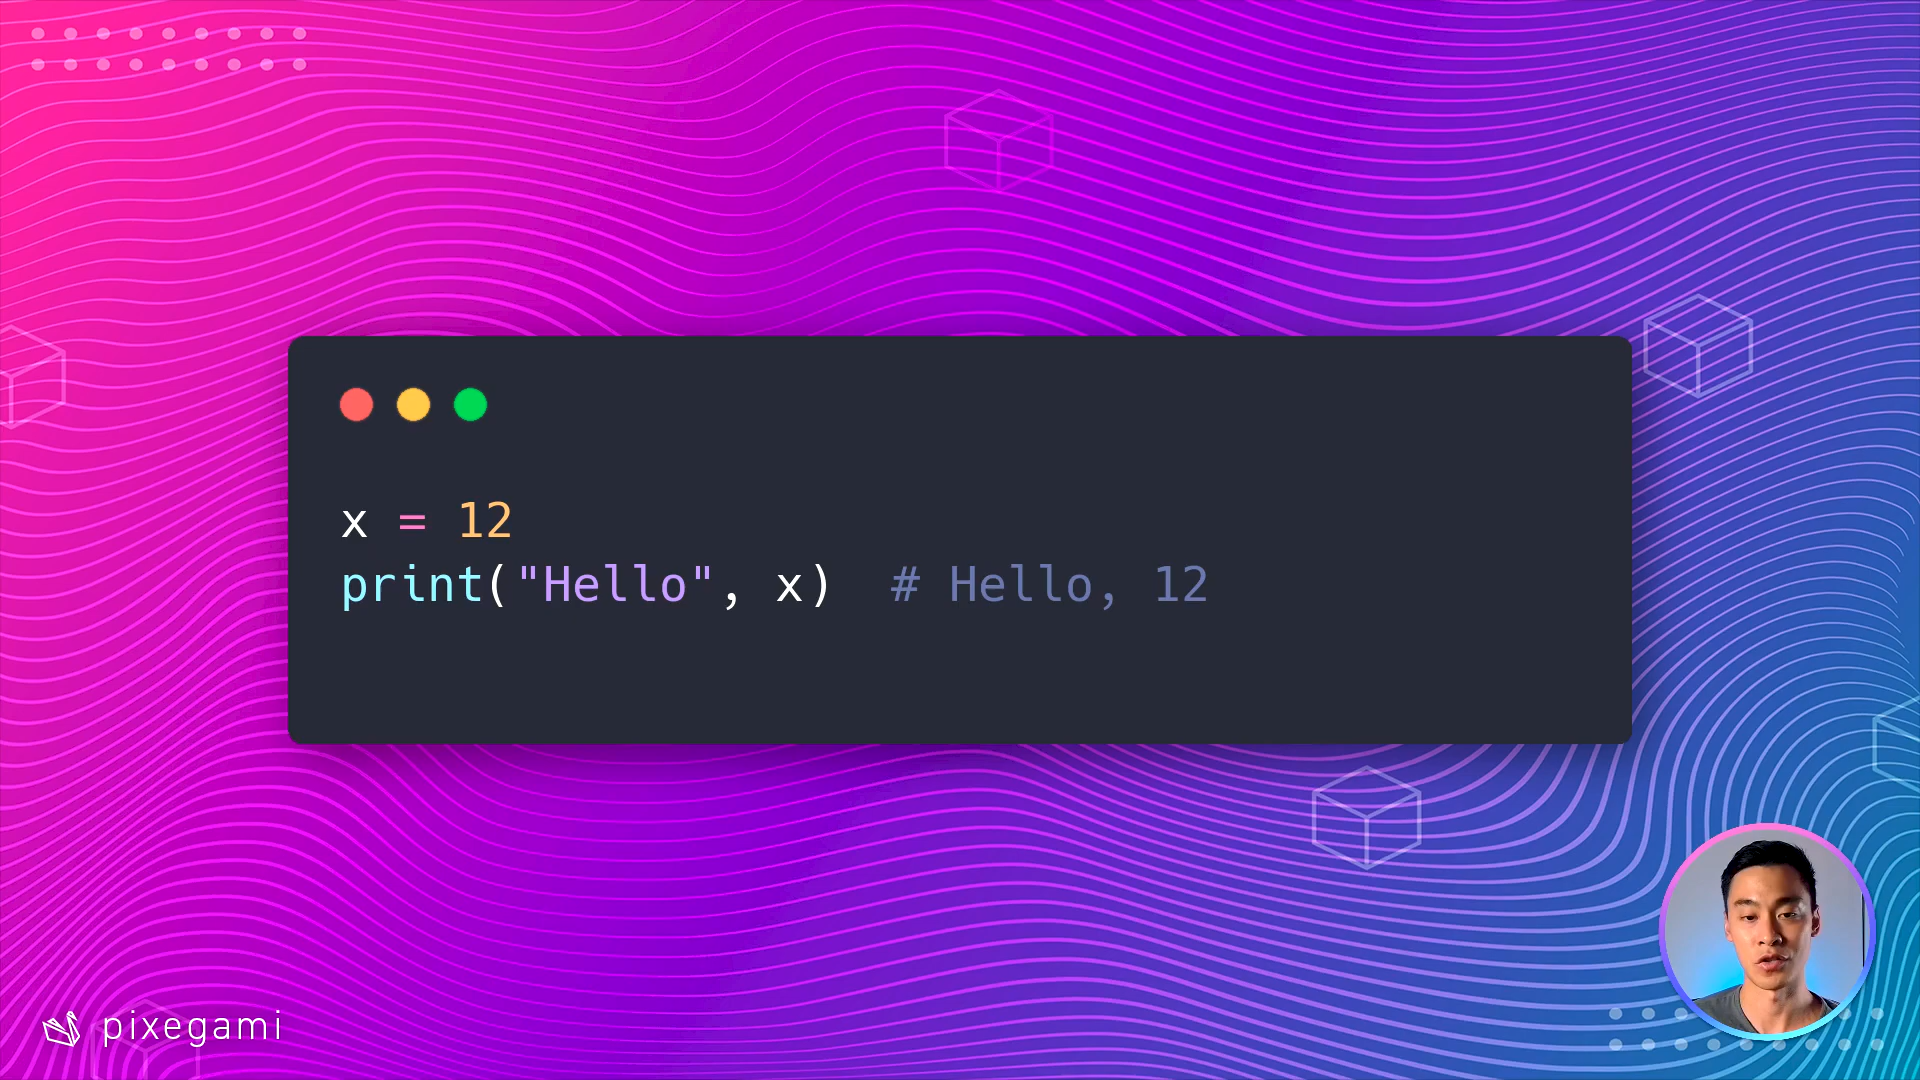 x = 12
print("Hello", x)  # Hello, 12
pixegami